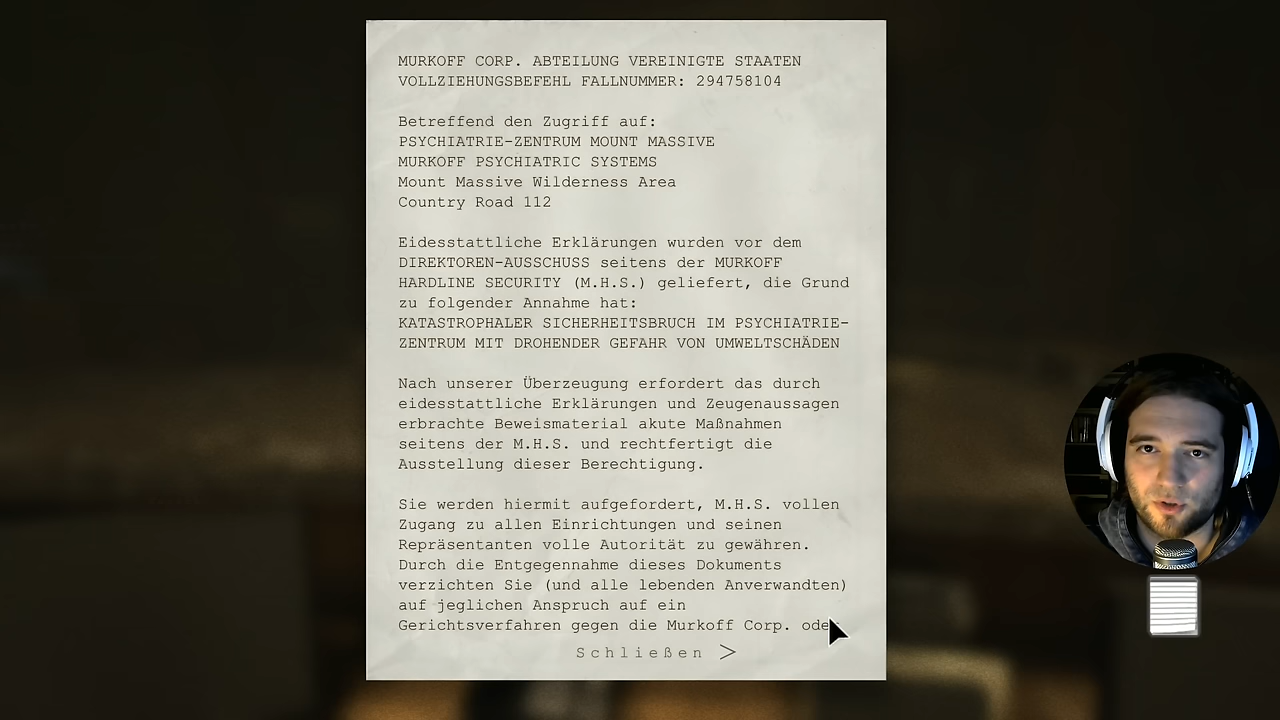 MURKOFF CORP. ABTEILUNG VEREINIGTE STAATEN
VOLLZIEHUNGSBEFEHL FALLNUMMER: 294758104
Betreffend den Zugriff auf:
PSYCHIATRIE-ZENTRUM MOUNT MASSIVE
MURKOFF PSYCHIATRIC SYSTEMS
Mount Massive Wilderness Area
Country Road 112
Eidesstattliche Erklärungen wurden vor dem
DIREKTOREN-AUSSCHUSS seitens der MURKOFF
HARDLINE SECURITY (M.H.S.) geliefert, die Grund
zu folgender Annahme hat:
KATASTROPHALER SICHERHEITSBRUCH IM PSYCHIATRIE-
ZENTRUM MIT DROHENDER GEFAHR VON UMWELTSCHÄDEN
Nach unserer Überzeugung erfordert das durch
eidesstattliche Erklärungen und Zeugenaussagen
erbrachte Beweismaterial akute Maßnahmen
seitens der M.H.S. und rechtfertigt die
Ausstellung dieser Berechtigung.
Sie werden hiermit aufgefordert, M.H.S. vollen
Zugang zu allen Einrichtungen und seinen
Repräsentanten volle Autorität zu gewähren.
Durch die Entgegennahme dieses Dokuments
verzichten Sie (und alle lebenden Anverwandten)
auf jeglichen Anspruch auf ein
Gerichtsverfahren gegen die Murkoff Corp. oder
Schließen >